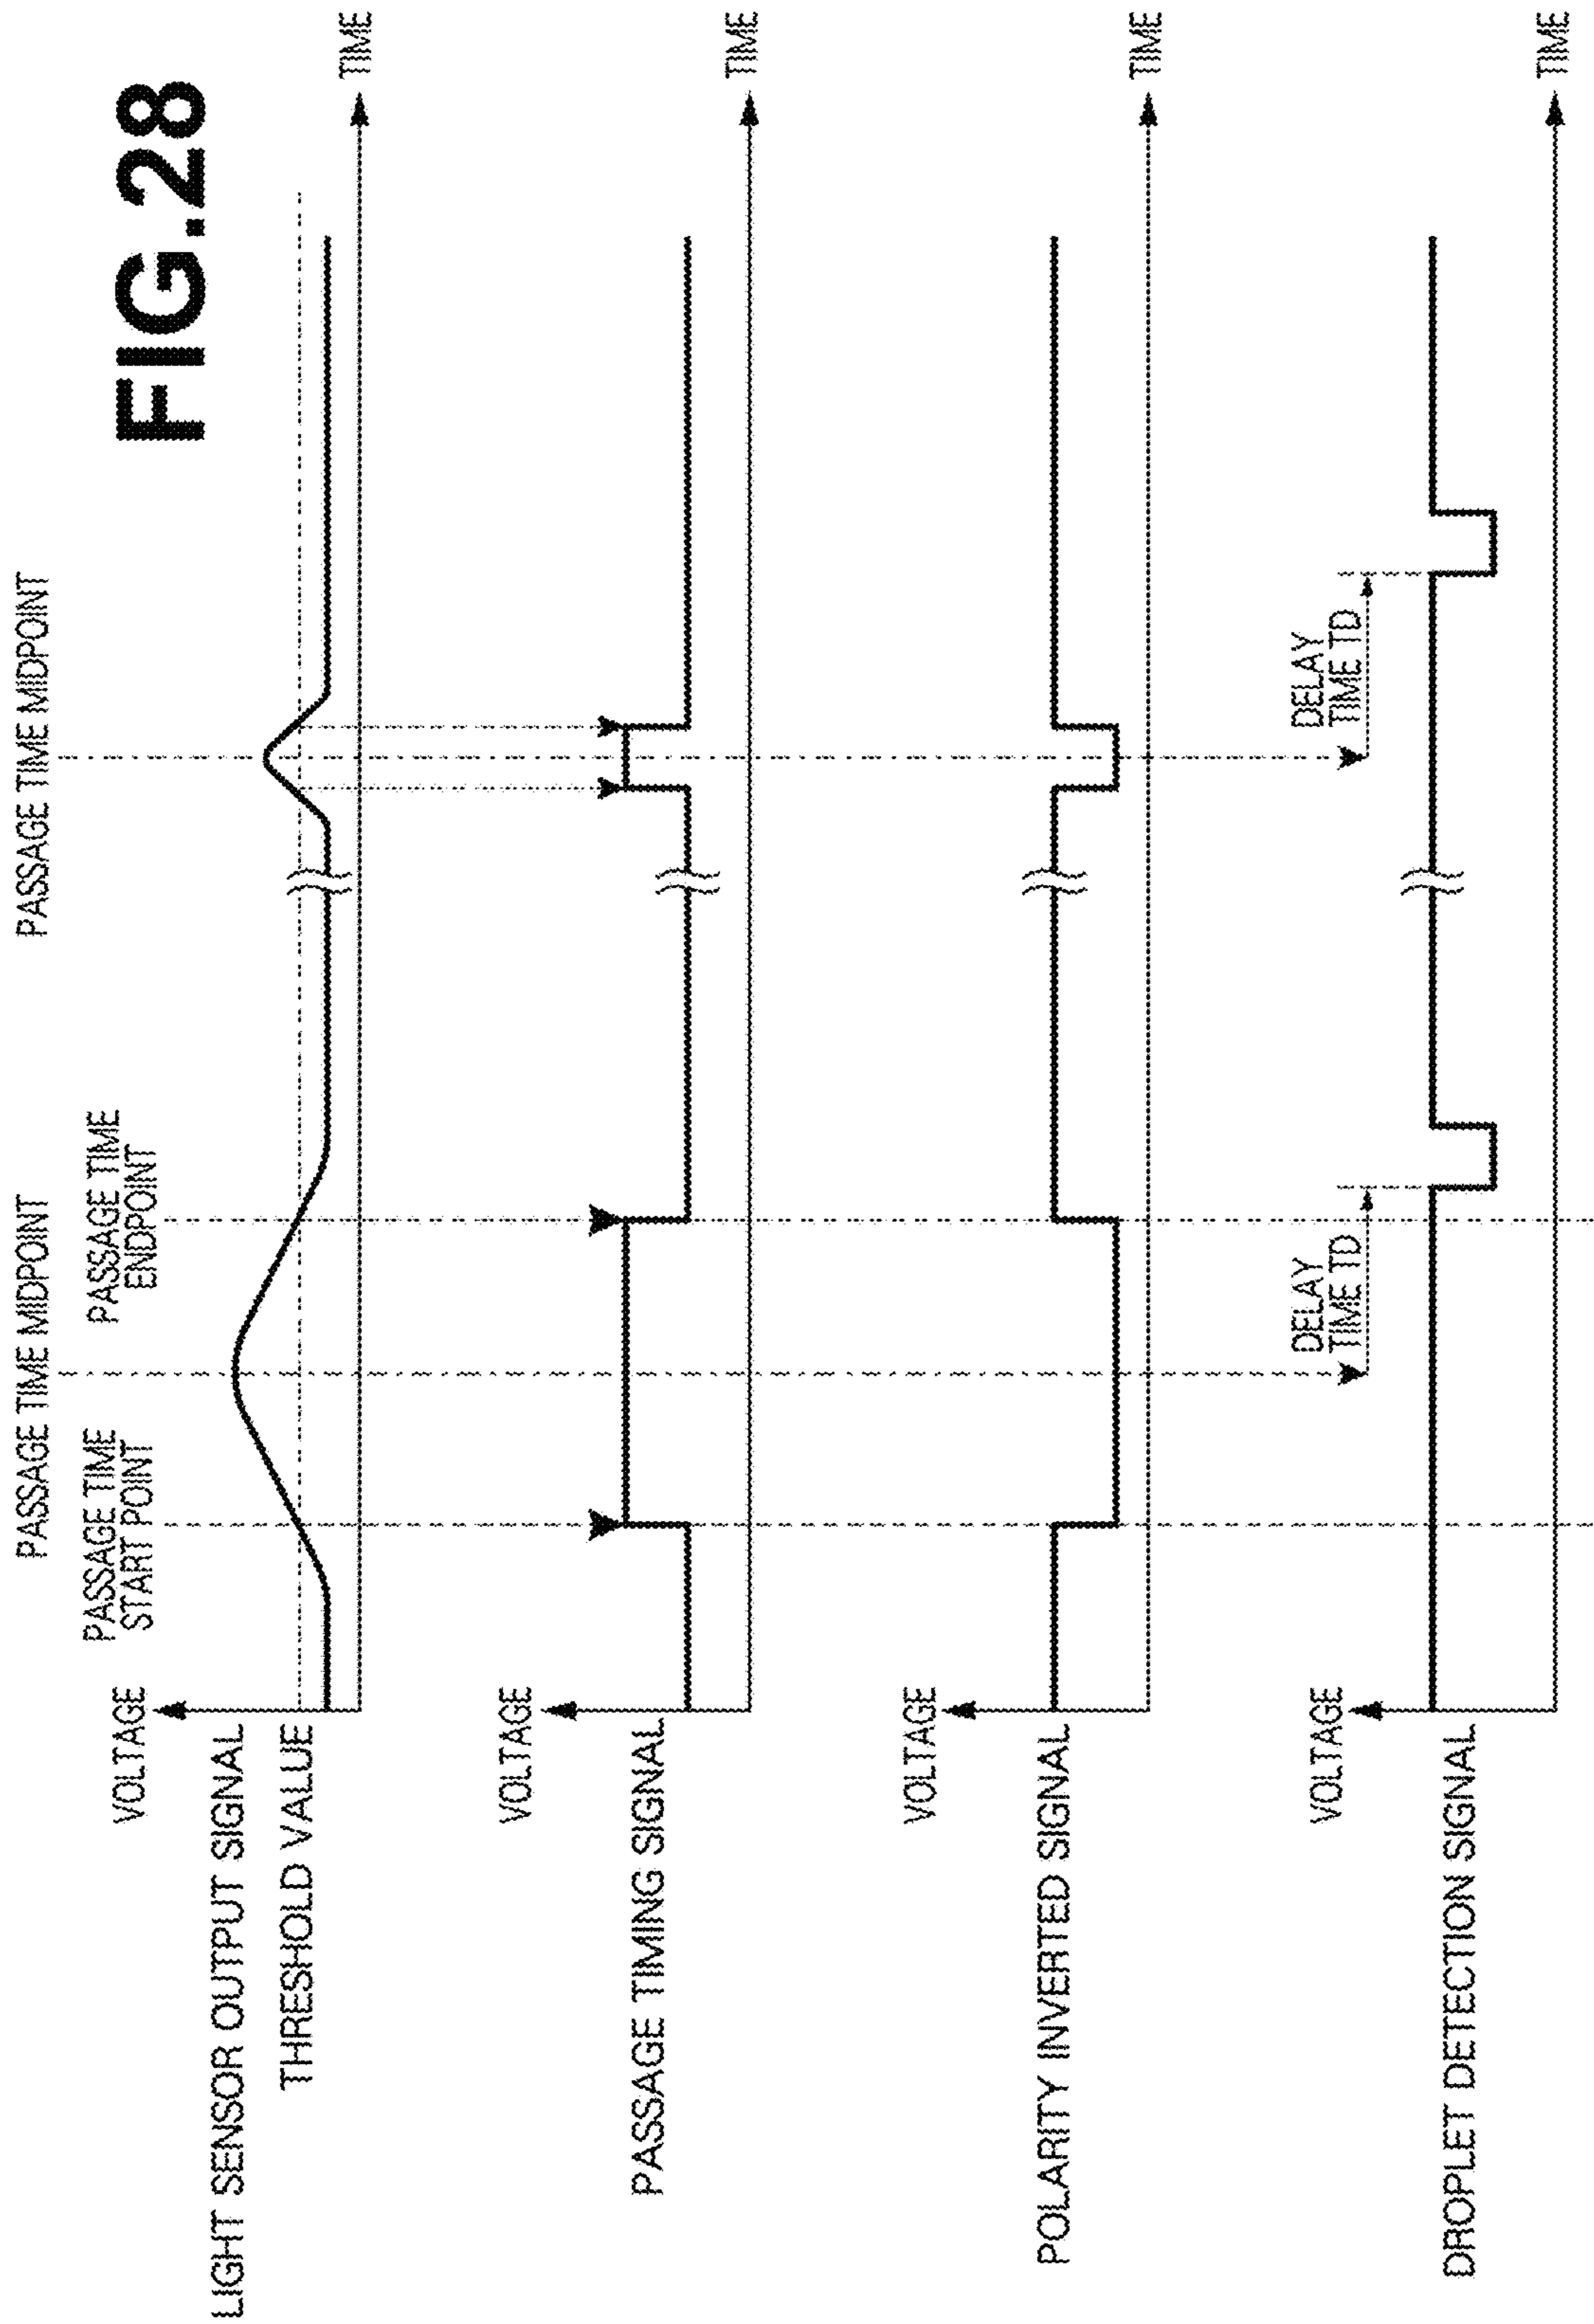 FIG.28
PASSAGE TIME MIDPOINT
PASSAGE TIME MIDPOINT
PASSAGE TIME
START POINT
PASSAGE TIME
ENDPOINT
VOLTAGE
LIGHT SENSOR OUTPUT SIGNAL
THRESHOLD VALUE
TIME
VOLTAGE
PASSAGE TIMING SIGNAL
TIME
VOLTAGE
POLARITY INVERTED SIGNAL
TIME
DELAY
TIME TD
DELAY
TIME TD
VOLTAGE
DROPLET DETECTION SIGNAL
TIME